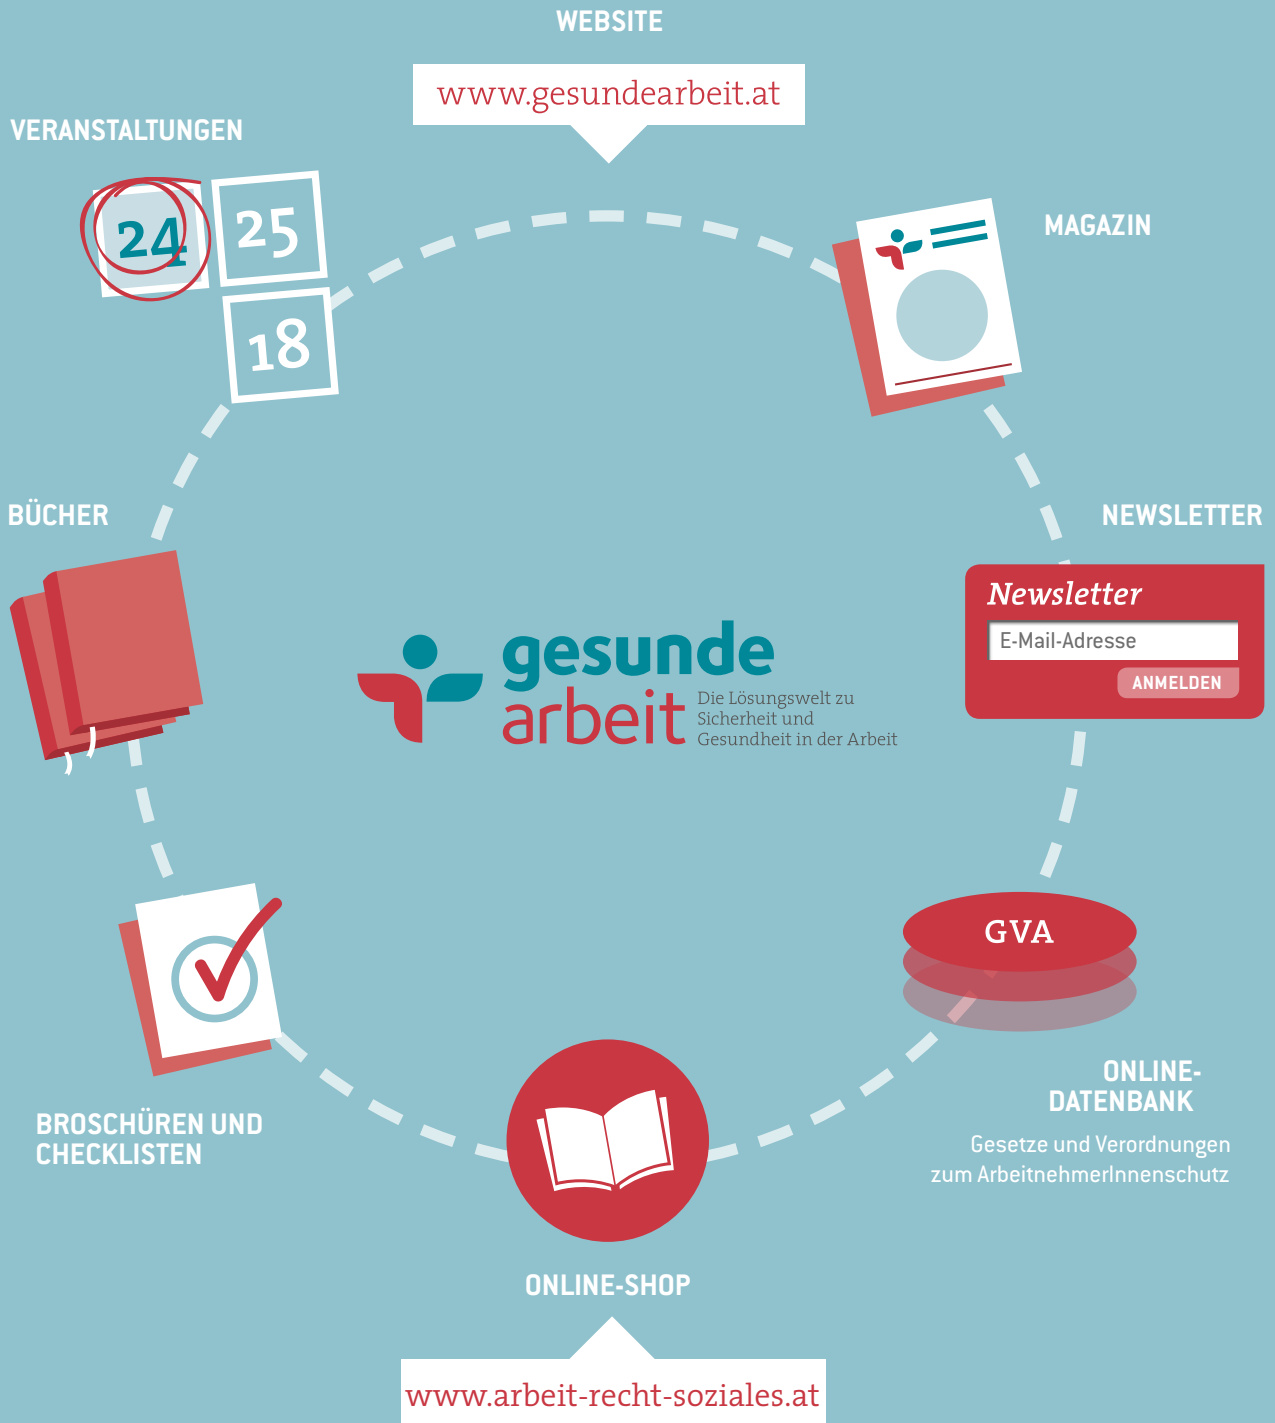 WEBSITE
www.gesundearbeit.at
VERANSTALTUNGEN
24
25
18
MAGAZIN
BÜCHER
NEWSLETTER
Newsletter
E-Mail-Adresse
ANMELDEN
gesunde
arbeit
Die Lösungswelt zu
Sicherheit und
Gesundheit in der Arbeit
GVA
ONLINE-
DATENBANK
Gesetze und Verordnungen
zum ArbeitnehmerInnenschutz
BROSCHÜREN UND
CHECKLISTEN
ONLINE-SHOP
www.arbeit-recht-soziales.at